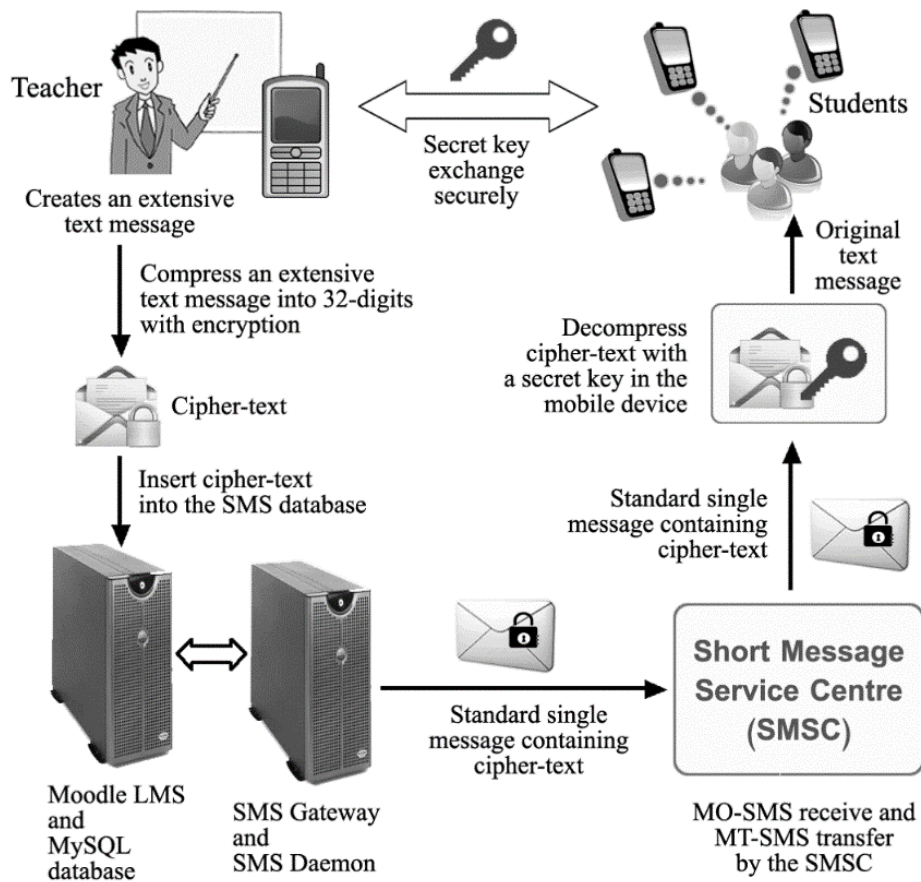 Teacher
Creates an extensive
text message
Secret key
exchange
securely
Students
Compress an extensive
text message into 32-digits
with encryption
Cipher-text
Insert cipher-text
into the SMS database
Moodle LMS
and
MySQL
database
SMS Gateway
and
SMS Daemon
Standard single
message containing
cipher-text
Short Message
Service Centre
(SMSC)
MO-SMS receive and
MT-SMS transfer
by the SMSC
Standard single
message containing
cipher-text
Decompress
cipher-text with
a secret key in the
mobile device
Original
text
message